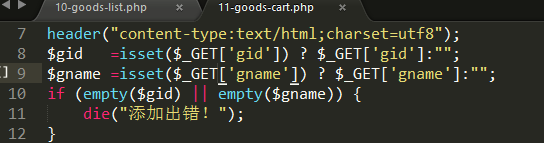 10-goods-list.php 11-goods-cart.php
7 header("content-type:text/html;charset=utf8");
8 $gid =isset($_GET['gid']) ? $_GET['gid']:"";
9 $gname =isset($_GET['gname']) ? $_GET['gname']:"";
10 if (empty($gid) || empty($gname)) {
11 die("添加出错！");
12 }